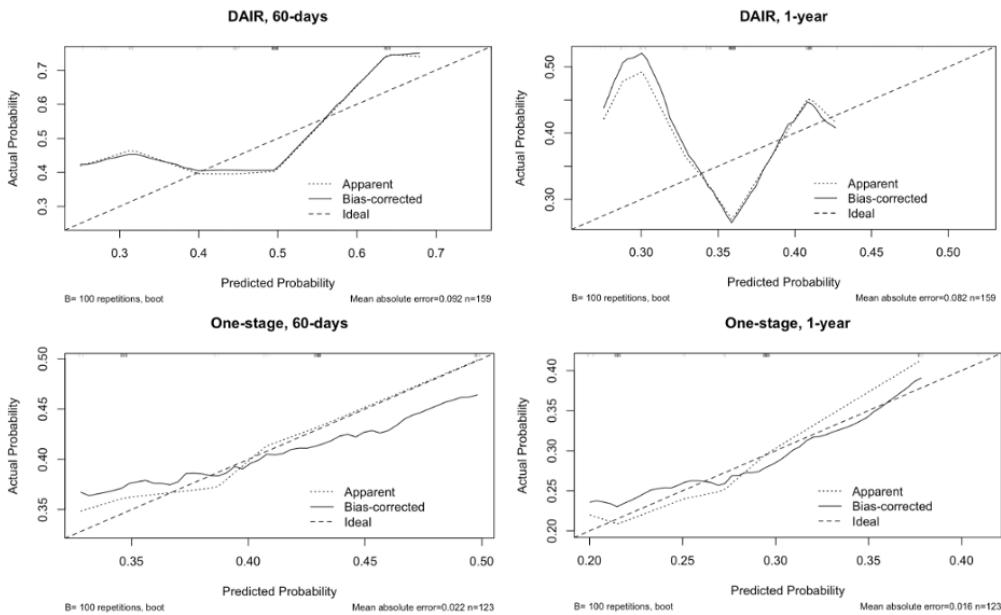 DAIR, 60-days
Actual Probability
0.7
0.6
0.5
0.4
0.3
Apparent
Bias-corrected
Ideal
0.3 0.4 0.5 0.6 0.7
Predicted Probability
B= 100 repetitions, boot
Mean absolute error=0.092 n=159
DAIR, 1-year
Actual Probability
0.50
0.40
0.30
Apparent
Bias-corrected
Ideal
0.30 0.35 0.40 0.45 0.50
Predicted Probability
B= 100 repetitions, boot
Mean absolute error=0.082 n=159
One-stage, 60-days
Actual Probability
0.50
0.45
0.40
0.35
Apparent
Bias-corrected
Ideal
0.35 0.40 0.45 0.50
Predicted Probability
B= 100 repetitions, boot
Mean absolute error=0.022 n=123
One-stage, 1-year
Actual Probability
0.40
0.35
0.30
0.25
0.20
Apparent
Bias-corrected
Ideal
0.20 0.25 0.30 0.35 0.40
Predicted Probability
B= 100 repetitions, boot
Mean absolute error=0.016 n=123